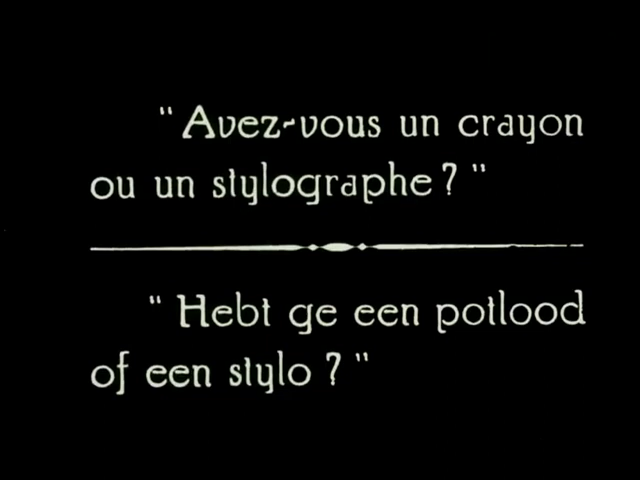 "Avez-vous un crayon
ou un stylographe ?"
"Hebt ge een potlood
of een stylo ?"